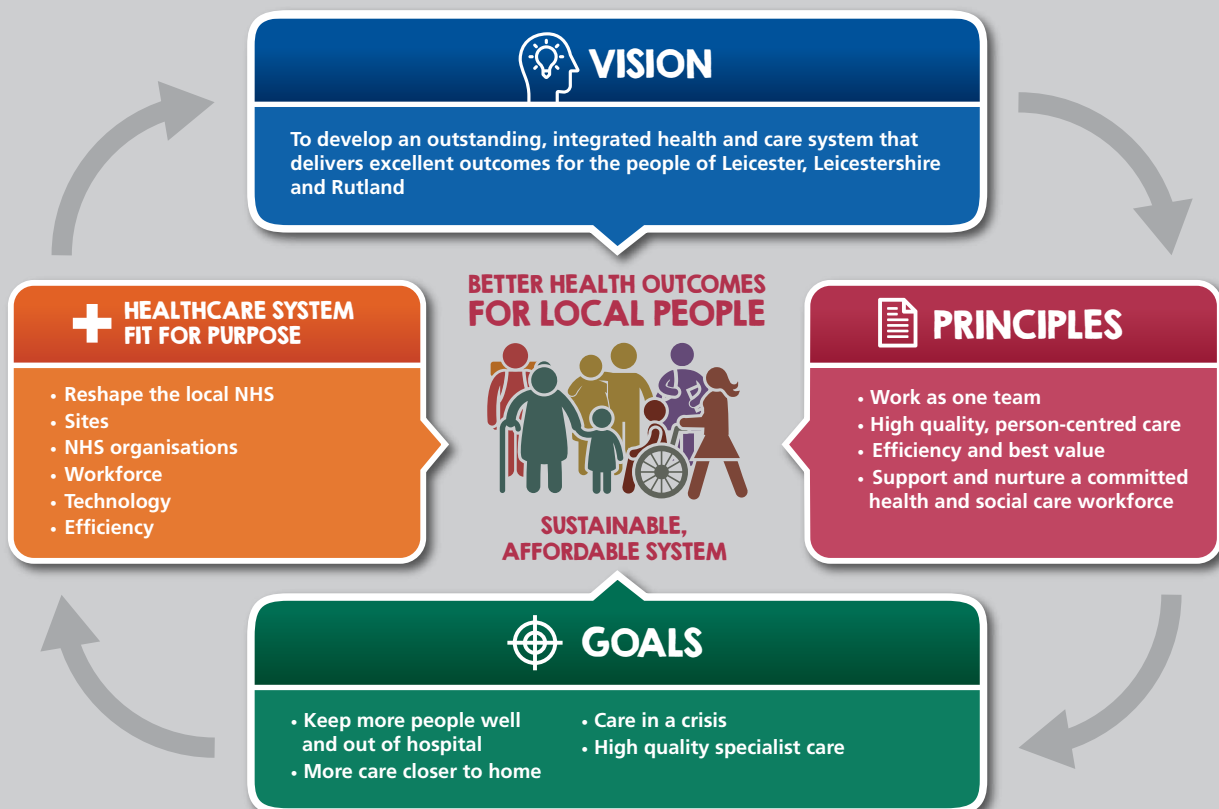 VISION
To develop an outstanding, integrated health and care system that
delivers excellent outcomes for the people of Leicester, Leicestershire
and Rutland
BETTER HEALTH OUTCOMES
FOR LOCAL PEOPLE
SUSTAINABLE,
AFFORDABLE SYSTEM
HEALTHCARE SYSTEM
FIT FOR PURPOSE
• Reshape the local NHS
• Sites
• NHS organisations
• Workforce
• Technology
• Efficiency
PRINCIPLES
• Work as one team
• High quality, person-centred care
• Efficiency and best value
• Support and nurture a committed
health and social care workforce
GOALS
• Keep more people well
and out of hospital
• More care closer to home
• Care in a crisis
• High quality specialist care